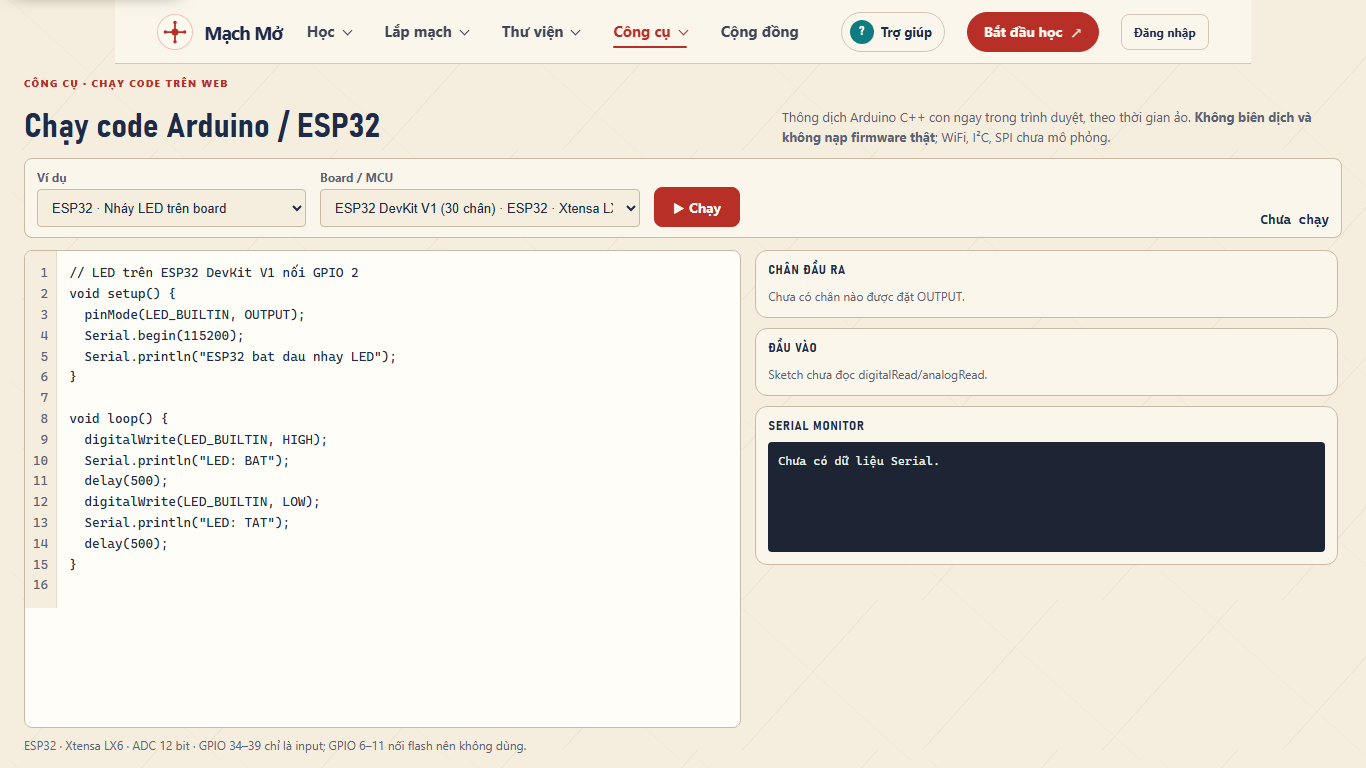 Mạch Mở
Học
Lắp mạch
Thư viện
Công cụ
Cộng đồng
? Trợ giúp
Bắt đầu học ↗
Đăng nhập
CÔNG CỤ · CHẠY CODE TRÊN WEB
Chạy code Arduino / ESP32
Thông dịch Arduino C++ con ngay trong trình duyệt, theo thời gian ảo. Không biên dịch và
không nạp firmware thật; WiFi, I²C, SPI chưa mô phỏng.
Ví dụ
ESP32 · Nháy LED trên board
Board / MCU
ESP32 DevKit V1 (30 chân) · ESP32 · Xtensa LX
▶ Chạy
Chưa chạy
1 // LED trên ESP32 DevKit V1 nối GPIO 2
2 void setup() {
3 pinMode(LED_BUILTIN, OUTPUT);
4 Serial.begin(115200);
5 Serial.println("ESP32 bat dau nhay LED");
6 }
7
8 void loop() {
9 digitalWrite(LED_BUILTIN, HIGH);
10 Serial.println("LED: BAT");
11 delay(500);
12 digitalWrite(LED_BUILTIN, LOW);
13 Serial.println("LED: TAT");
14 delay(500);
15 }
16
CHÂN ĐẦU RA
Chưa có chân nào được đặt OUTPUT.
ĐẦU VÀO
Sketch chưa đọc digitalRead/analogRead.
SERIAL MONITOR
Chưa có dữ liệu Serial.
ESP32 · Xtensa LX6 · ADC 12 bit · GPIO 34–39 chỉ là input; GPIO 6–11 nối flash nên không dùng.